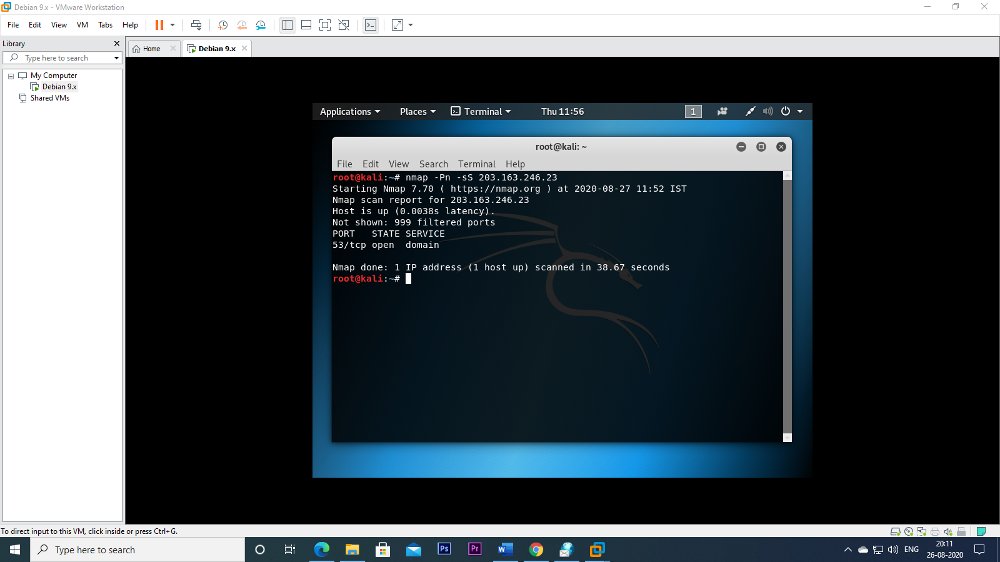 Debian 9.x - VMware Workstation
File Edit View VM Tabs Help
Library
Type here to search
My Computer
Debian 9.x
Shared VMs
Home
Debian 9.x
Applications Places Terminal Thu 11:56 1
root@kali: ~
File Edit View Search Terminal Help
root@kali:~# nmap -Pn -sS 203.163.246.23
Starting Nmap 7.70 ( https://nmap.org ) at 2020-08-27 11:52 IST
Nmap scan report for 203.163.246.23
Host is up (0.0038s latency).
Not shown: 999 filtered ports
PORT   STATE SERVICE
53/tcp open  domain
Nmap done: 1 IP address (1 host up) scanned in 38.67 seconds
root@kali:~#
To direct input to this VM, click inside or press Ctrl+G.
Type here to search
Ps
Pr
W
ENG
20:11
26-08-2020